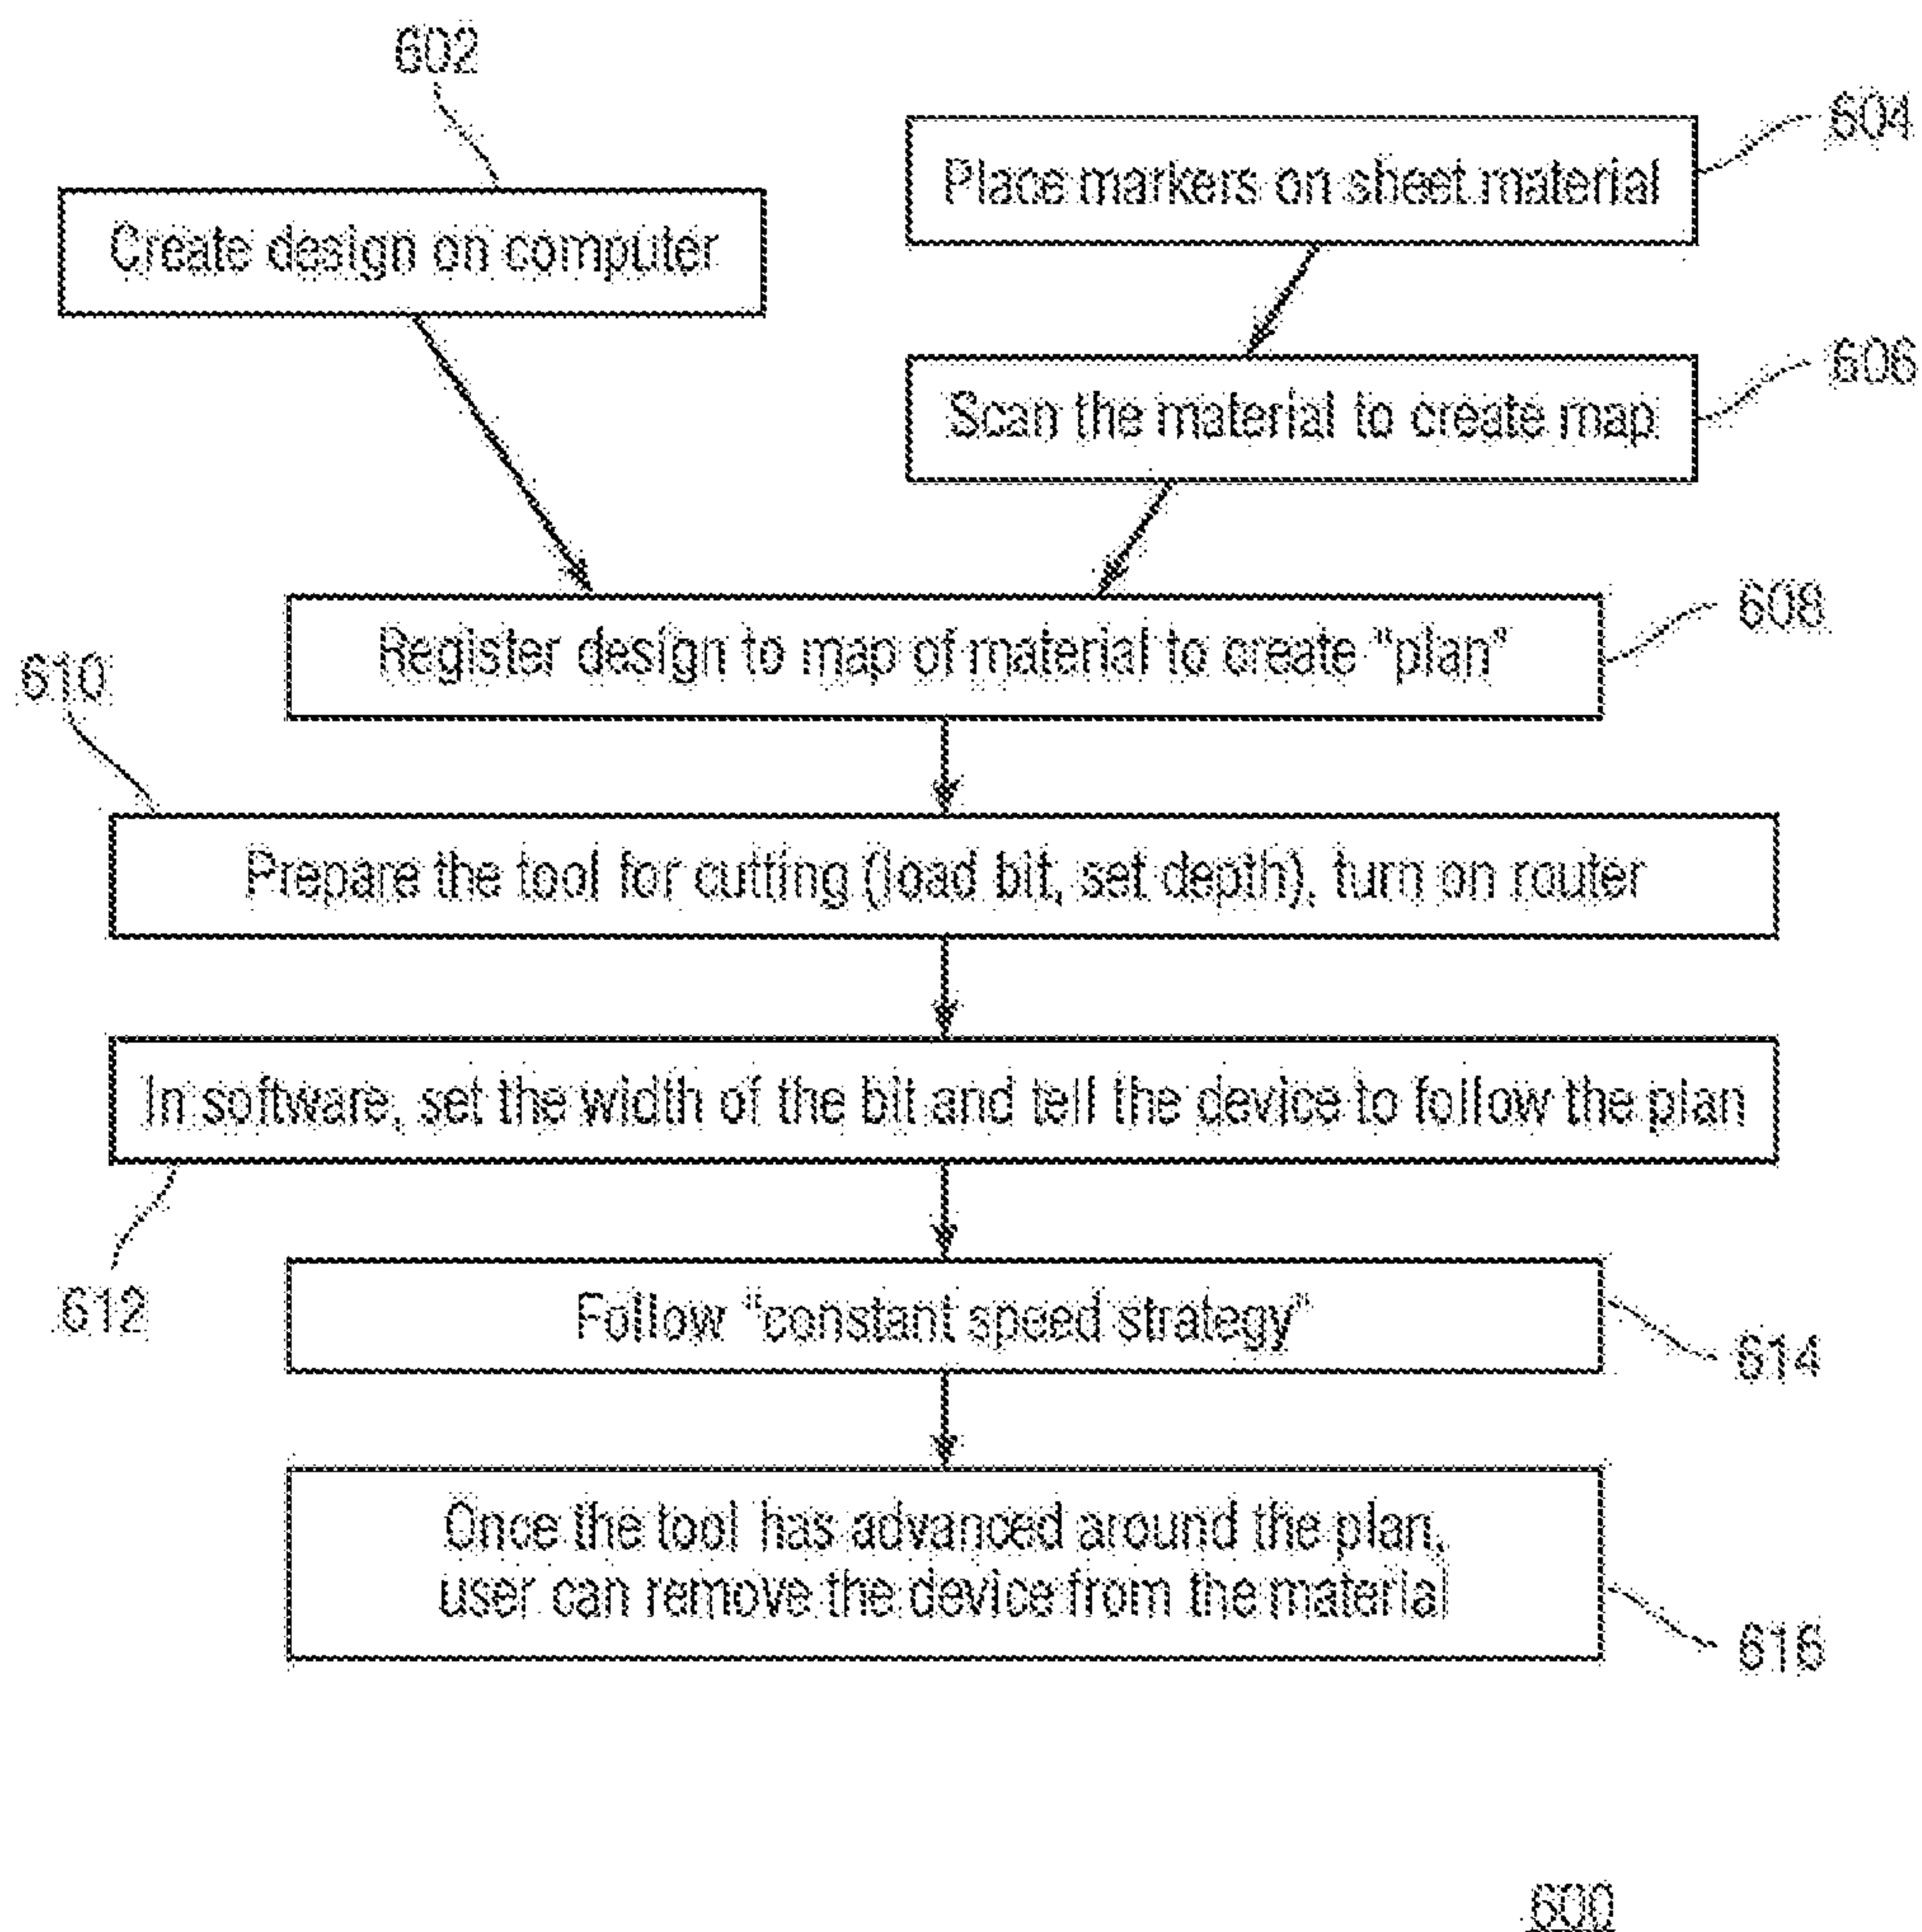 602
604
Place markers on sheet material
Create design on computer
606
Scan the material to create map
608
Register design to map of material to create "plan"
610
Prepare the tool for cutting (load bit, set depth), turn on router
In software, set the width of the bit and tell the device to follow the plan
612
Follow "constant speed strategy"
614
Once the tool has advanced around the plan,
user can remove the device from the material
616
600